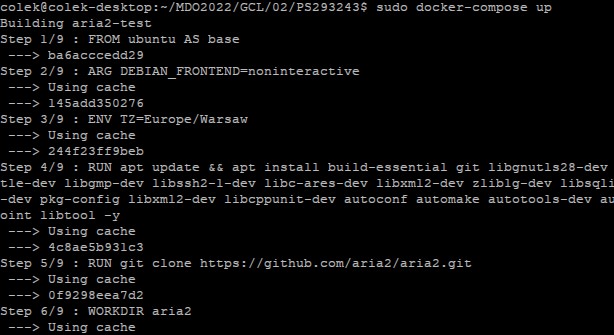 colek@colek-desktop:~/MDO2022/GCL/02/PS293243$ sudo docker-compose up
Building aria2-test
Step 1/9 : FROM ubuntu AS base
 ---> ba6acccedd29
Step 2/9 : ARG DEBIAN_FRONTEND=noninteractive
 ---> Using cache
 ---> 145add350276
Step 3/9 : ENV TZ=Europe/Warsaw
 ---> Using cache
 ---> 244f23ff9beb
Step 4/9 : RUN apt update && apt install build-essential git libgnutls28-dev
tle-dev libgmp-dev libssh2-1-dev libc-ares-dev libxml2-dev zlib1g-dev libsqli
-dev pkg-config libxml2-dev libcppunit-dev autoconf automake autotools-dev au
oint libtool -y
 ---> Using cache
 ---> 4c8ae5b931c3
Step 5/9 : RUN git clone https://github.com/aria2/aria2.git
 ---> Using cache
 ---> 0f9298eea7d2
Step 6/9 : WORKDIR aria2
 ---> Using cache